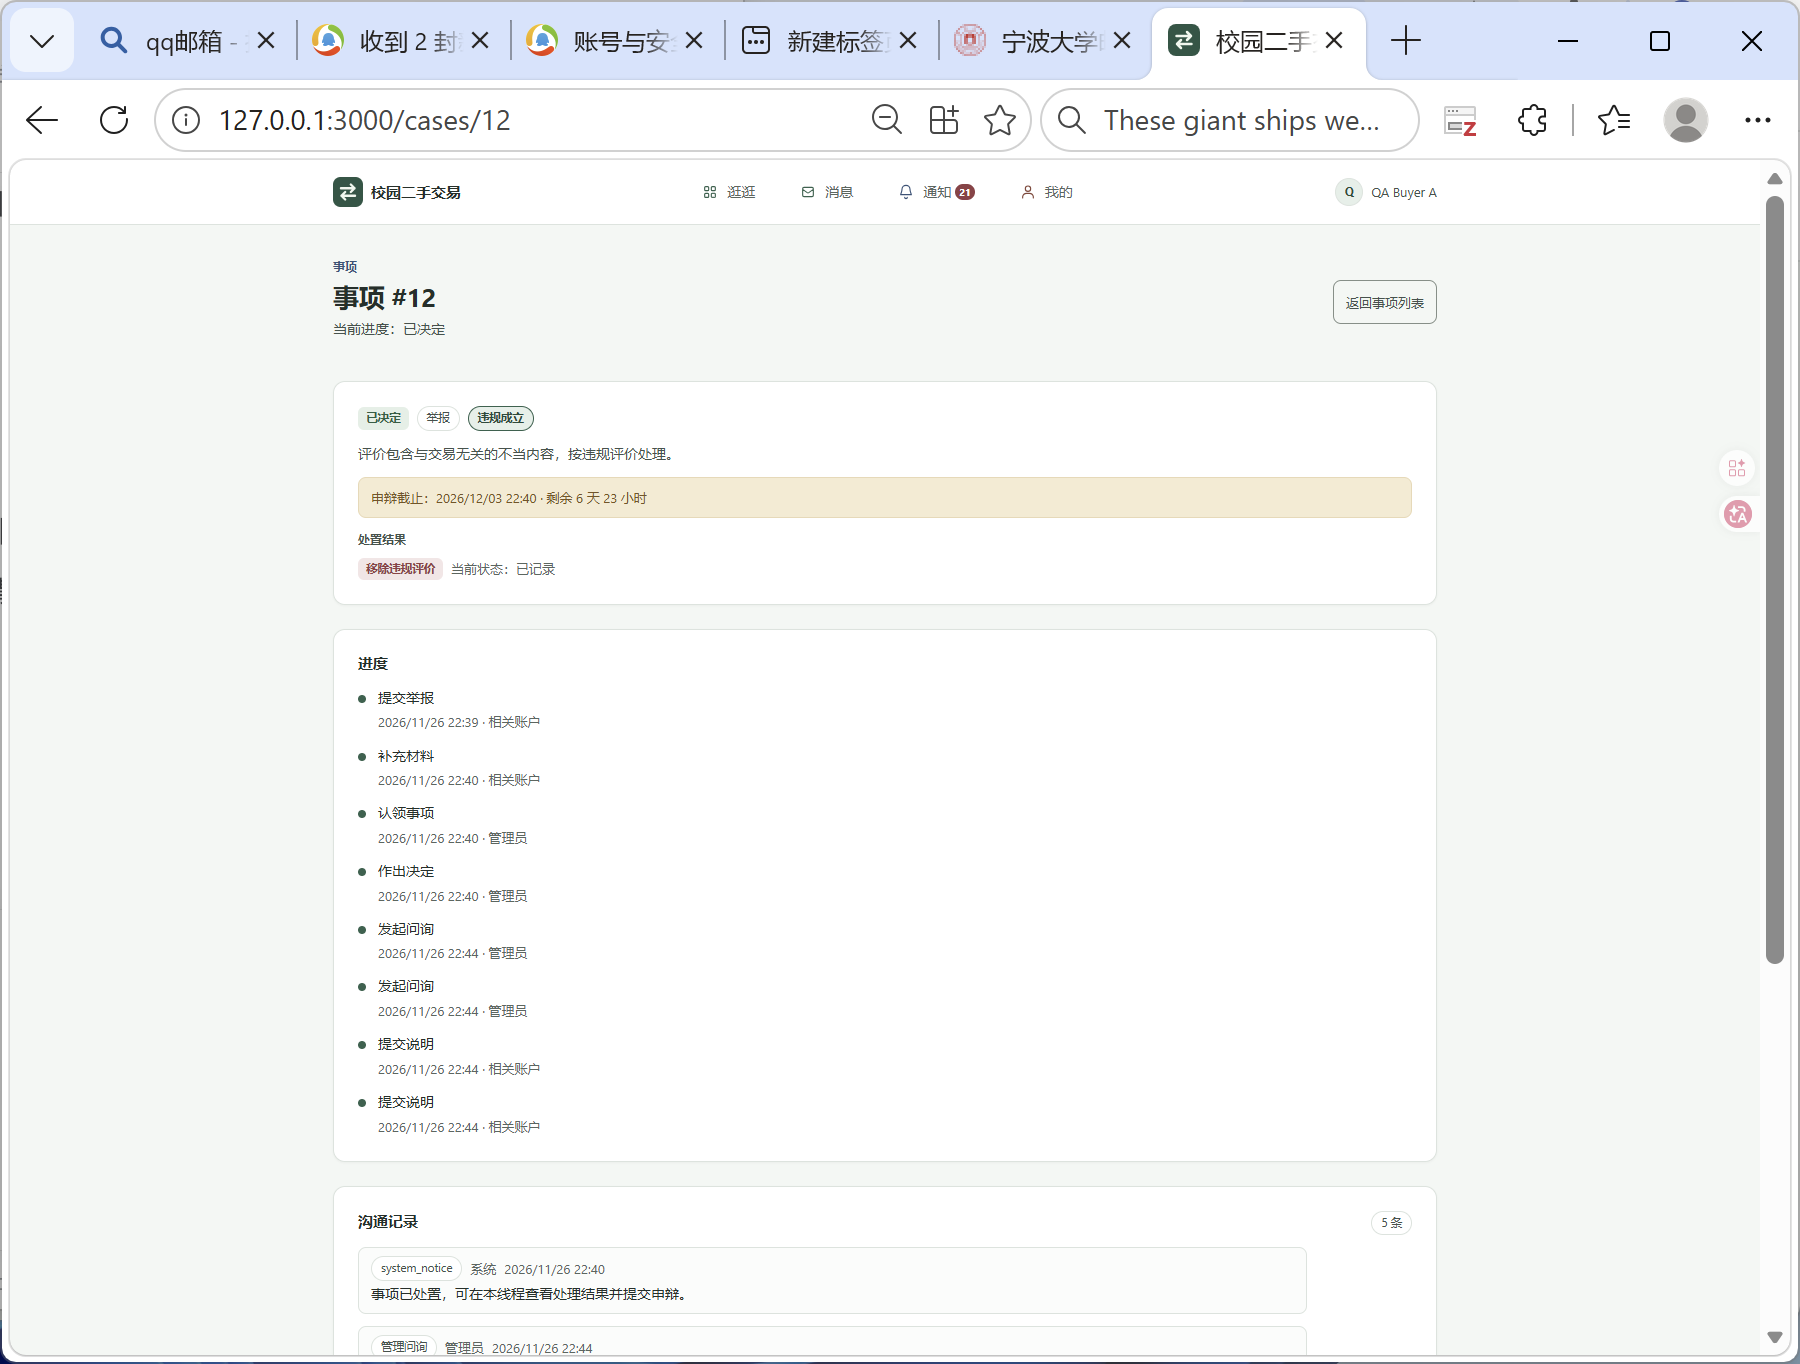 qq邮箱 -
收到 2 封
账号与安全
新建标签页
宁波大学
校园二手
127.0.0.1:3000/cases/12
These giant ships we...
校园二手交易
逛逛
消息
通知 21
我的
Q QA Buyer A
事项
事项 #12
当前进度：已决定
返回事项列表
已决定 举报 违规成立
评价包含与交易无关的不当内容，按违规评价处理。
申辩截止：2026/12/03 22:40 · 剩余 6 天 23 小时
处置结果
移除违规评价 当前状态：已记录
进度
提交举报
2026/11/26 22:39 · 相关账户
补充材料
2026/11/26 22:40 · 相关账户
认领事项
2026/11/26 22:40 · 管理员
作出决定
2026/11/26 22:40 · 管理员
发起问询
2026/11/26 22:44 · 管理员
发起问询
2026/11/26 22:44 · 管理员
提交说明
2026/11/26 22:44 · 相关账户
提交说明
2026/11/26 22:44 · 相关账户
沟通记录
5 条
system_notice 系统 2026/11/26 22:40
事项已处置，可在本线程查看处理结果并提交申辩。
管理问询 管理员 2026/11/26 22:44